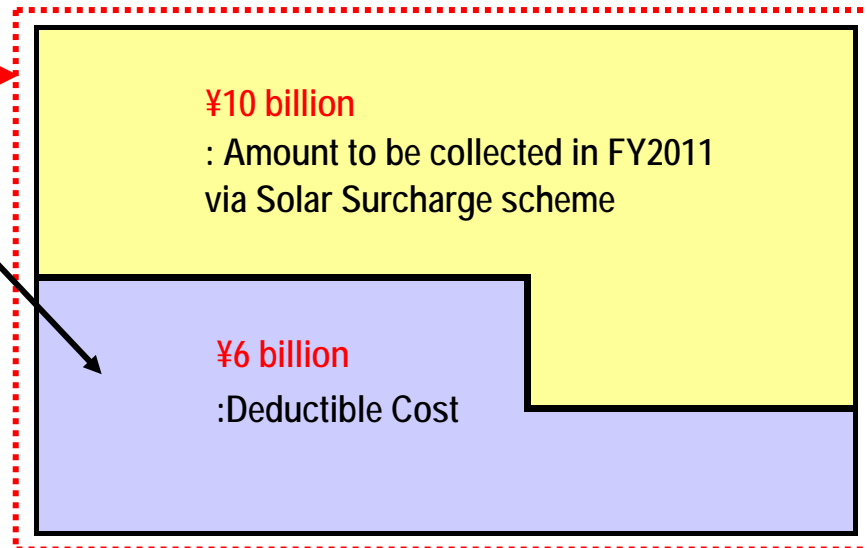 ¥10 billion
: Amount to be collected in FY2011
via Solar Surcharge scheme
¥6 billion
:Deductible Cost